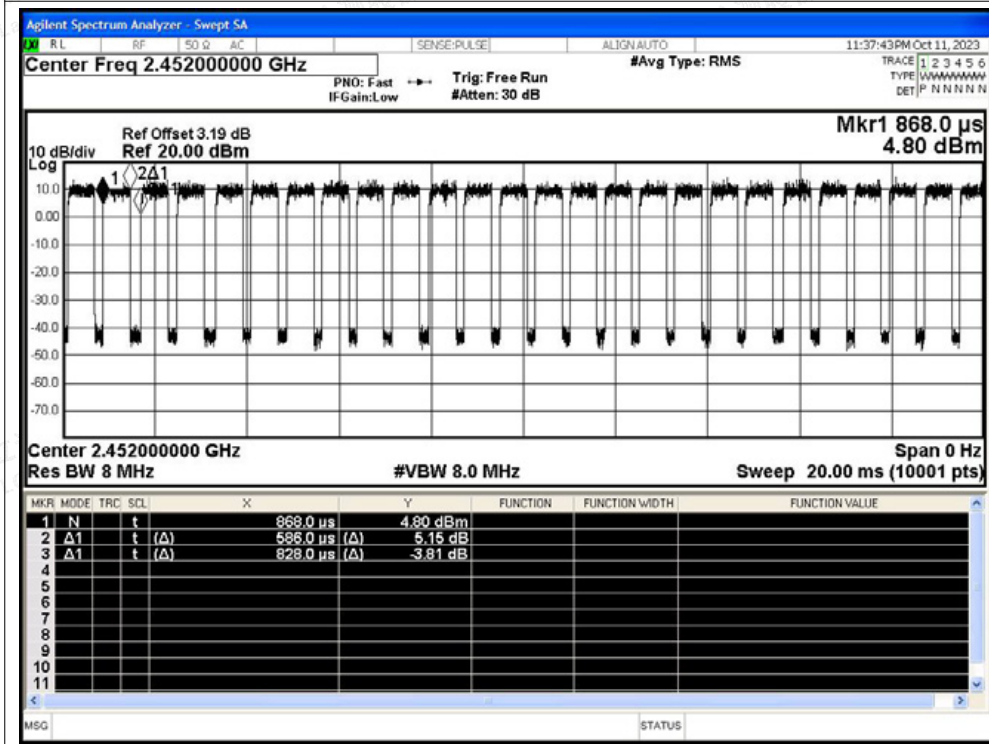 Agilent Spectrum Analyzer - Swept SA
RL RF 50 Ω AC SENSE:PULSE ALIGN AUTO 11:37:43 PM Oct 11, 2023
Center Freq 2.452000000 GHz #Avg Type: RMS TRACE 1 2 3 4 5 6
PNO: Fast Trig: Free Run TYPE WWWWWW
IFGain:Low #Atten: 30 dB DET P N N N N N
Mkr1 868.0 µs
4.80 dBm
Ref Offset 3.19 dB
10 dB/div Ref 20.00 dBm
Log
1 2Δ1
10.0
0.00
-10.0
-20.0
-30.0
-40.0
-50.0
-60.0
-70.0
Center 2.452000000 GHz Span 0 Hz
Res BW 8 MHz #VBW 8.0 MHz Sweep 20.00 ms (10001 pts)
MKR MODE TRC SCL X Y FUNCTION FUNCTION WIDTH FUNCTION VALUE
1 N t 868.0 µs 4.80 dBm
2 Δ1 t (Δ) 586.0 µs (Δ) 5.15 dB
3 Δ1 t (Δ) 828.0 µs (Δ) -3.81 dB
4
5
6
7
8
9
10
11
MSG STATUS